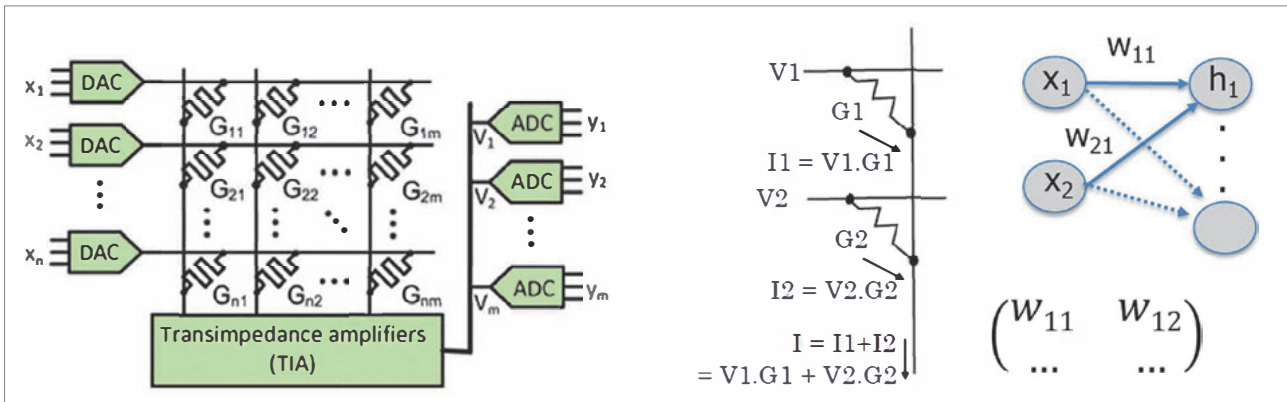 x₁ DAC
G₁₁ G₁₂ ... G₁ₘ
x₂ DAC
G₂₁ G₂₂ ... G₂ₘ
xₙ DAC
Gₙ₁ Gₙ₂ ... Gₙₘ
Transimpedance amplifiers
(TIA)
V₁ ADC y₁
V₂ ADC y₂
Vₘ ADC yₘ
V1
G1
I1 = V1.G1
V2
G2
I2 = V2.G2
I = I1+I2
= V1.G1 + V2.G2
W₁₁
X₁ h₁
W₂₁
X₂
(w₁₁ w₁₂
... ...)